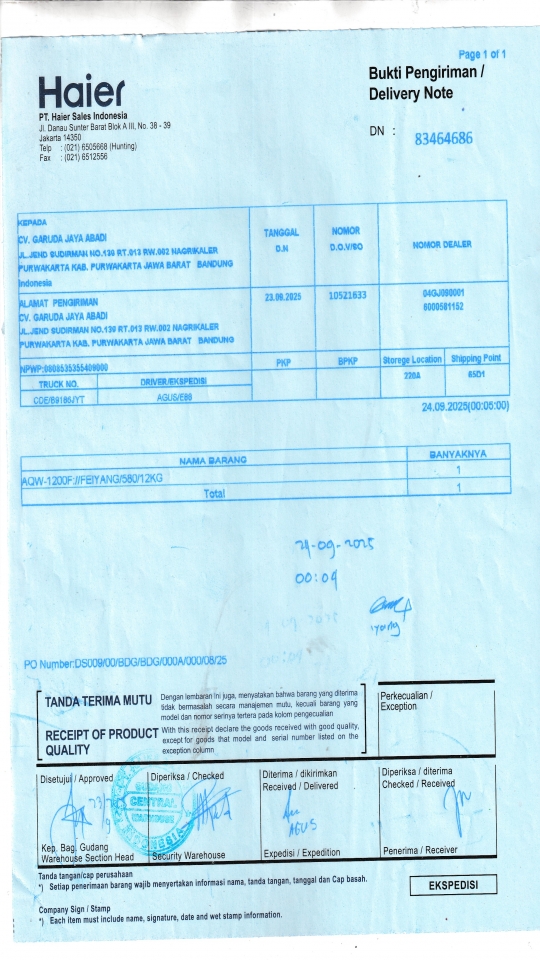 Page 1 of 1
Haier
Bukti Pengiriman /
Delivery Note
PT. Haier Sales Indonesia
Jl. Danau Sunter Barat Blok A III, No. 38 - 39
Jakarta 14350
Telp : (021) 6505668 (Hunting)
Fax : (021) 6512556
DN : 83464686
KEPADA
CV. GARUDA JAYA ABADI
JL.JEND SUDIRMAN NO.139 RT.013 RW.002 NAGRIKALER
PURWAKARTA KAB. PURWAKARTA JAWA BARAT BANDUNG
Indonesia
TANGGAL
D.N
NOMOR
D.O.V/SO
NOMOR DEALER
ALAMAT PENGIRIMAN
CV. GARUDA JAYA ABADI
JL.JEND SUDIRMAN NO.139 RT.013 RW.002 NAGRIKALER
PURWAKARTA KAB. PURWAKARTA JAWA BARAT BANDUNG
23.09.2025
10521633
04GJ090001
8000581152
NPWP:0808535355409000
PKP
BPKP
Storege Location
Shipping Point
TRUCK NO.
DRIVER/EKSPEDISI
220A
65D1
CDE/B9185JYT
AGUS/E89
24.09.2025(00:05:00)
NAMA BARANG
BANYAKNYA
AQW-1200F://FEIYANG/580/12KG
1
Total
1
24-09-2025
00:04
iyang
PO Number:DS009/00/BDG/BDG/000A/000/08/25
TANDA TERIMA MUTU
Dengan lembaran ini juga, menyatakan bahwa barang yang diterima
tidak bermasalah secara manajemen mutu, kecuali barang yang
model dan nomor serinya tertera pada kolom pengecualian
RECEIPT OF PRODUCT
QUALITY
With this receipt declare the goods received with good quality,
except for goods that model and serial number listed on the
exception column
Perkecualian /
Exception
Disetujui / Approved
Diperiksa / Checked
Diterima / dikirimkan
Received / Delivered
Diperiksa / diterima
Checked / Received
23/9
CENTRAL
WAREHOUSE
INDONESIA
AGUS
Kep. Bag. Gudang
Warehouse Section Head
Security Warehouse
Expedisi / Expedition
Penerima / Receiver
Tanda tangan/cap perusahaan
*) Setiap penerimaan barang wajib menyertakan informasi nama, tanda tangan, tanggal dan Cap basah.
EKSPEDISI
Company Sign / Stamp
*) Each item must include name, signature, date and wet stamp information.